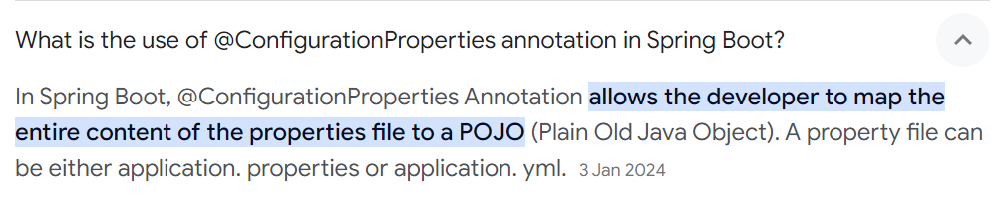 What is the use of @ConfigurationProperties annotation in Spring Boot?
In Spring Boot, @ConfigurationProperties Annotation allows the developer to map the
entire content of the properties file to a POJO (Plain Old Java Object). A property file can
be either application. properties or application. yml. 3 Jan 2024